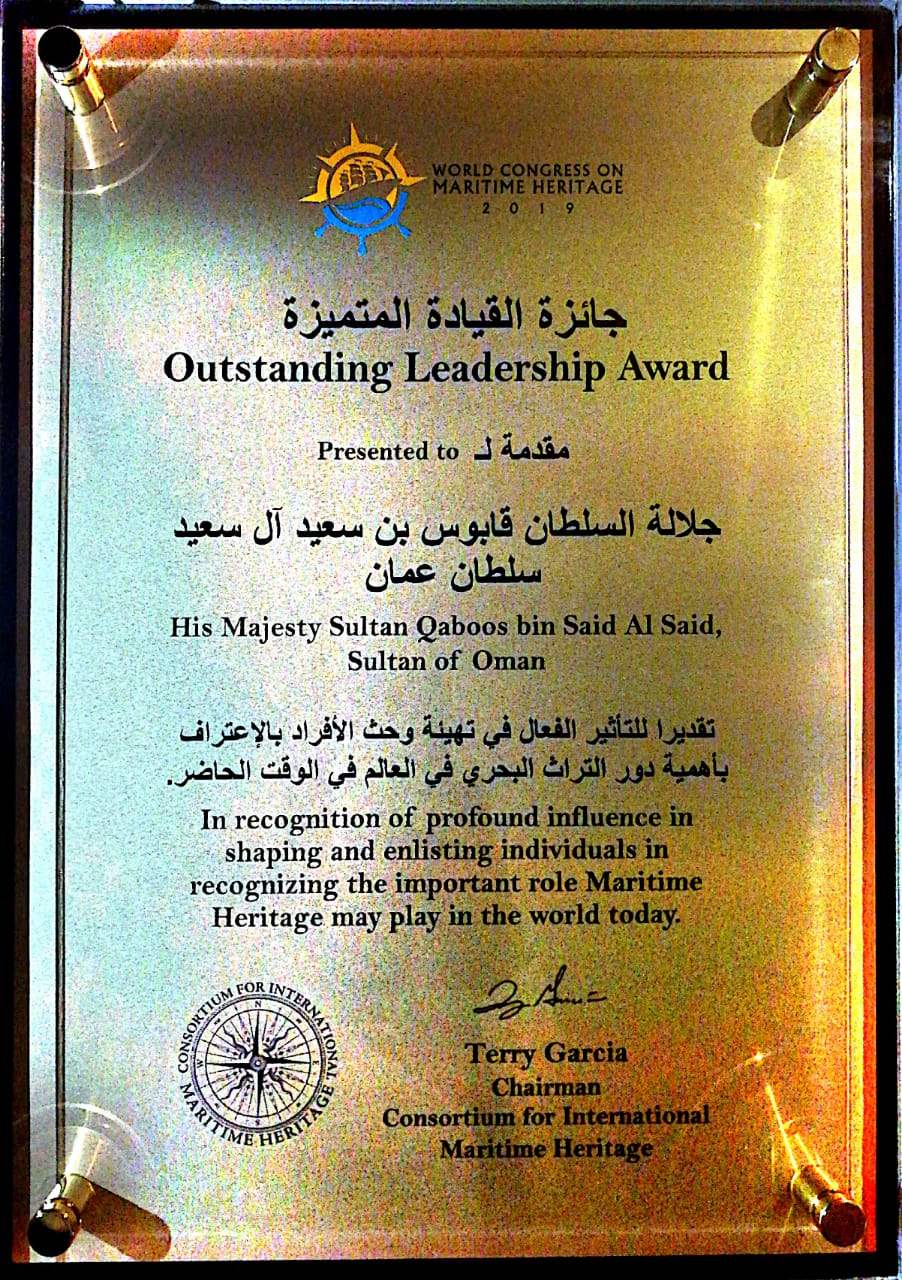 WORLD CONGRESS ON
MARITIME HERITAGE
2 0 1 9
جائزة القيادة المتميزة
Outstanding Leadership Award
Presented to مقدمة لـ
جلالة السلطان قابوس بن سعيد آل سعيد
سلطان عمان
His Majesty Sultan Qaboos bin Said Al Said,
Sultan of Oman
تقديرا للتأثير الفعال في تهيئة وحث الأفراد بالإعتراف
بأهمية دور التراث البحري في العالم في الوقت الحاضر.
In recognition of profound influence in
shaping and enlisting individuals in
recognizing the important role Maritime
Heritage may play in the world today.
CONSORTIUM FOR INTERNATIONAL
MARITIME HERITAGE
N
E
S
W
Terry Garcia
Chairman
Consortium for International
Maritime Heritage